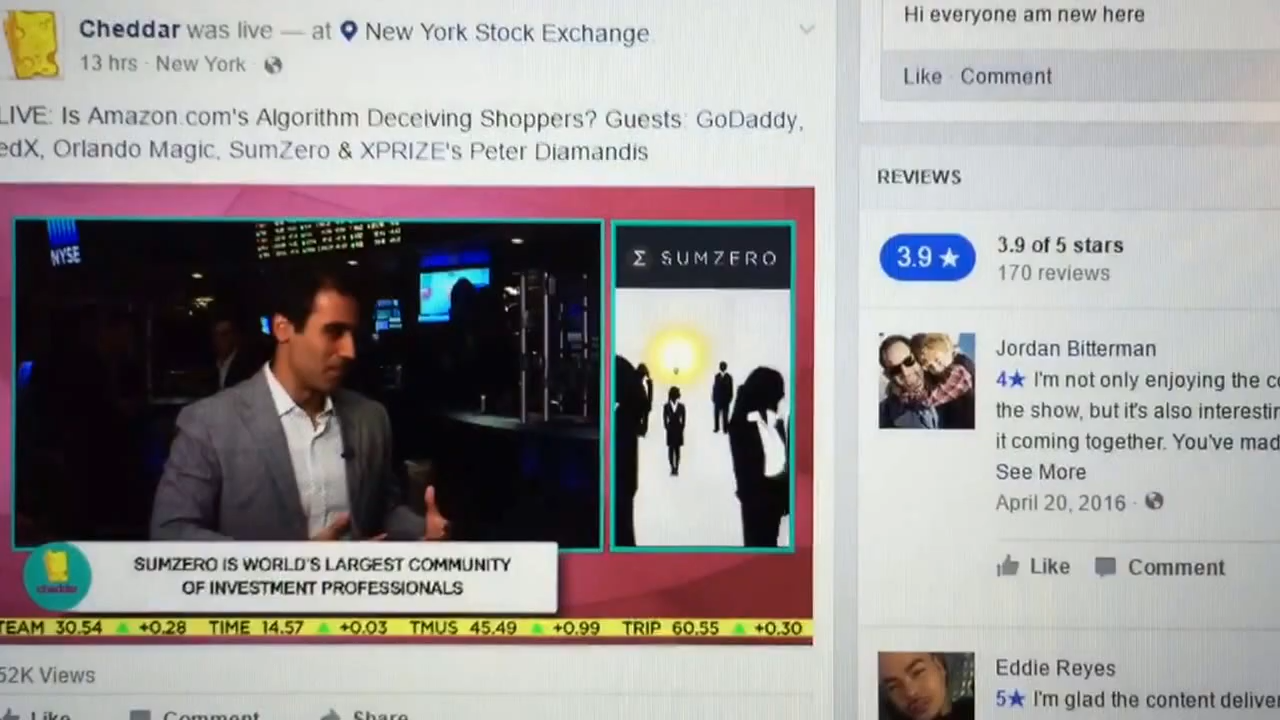 Cheddar was live — at New York Stock Exchange
13 hrs · New York
LIVE: Is Amazon.com's Algorithm Deceiving Shoppers? Guests: GoDaddy,
edX, Orlando Magic, SumZero & XPRIZE's Peter Diamandis
NYSE
Σ SUMZERO
cheddar
SUMZERO IS WORLD'S LARGEST COMMUNITY
OF INVESTMENT PROFESSIONALS
TEAM 30.54 ▲ +0.28 TIME 14.57 ▲ +0.03 TMUS 45.49 ▲ +0.99 TRIP 60.55 ▲ +0.30
52K Views
Like Comment Share
Hi everyone am new here
Like · Comment
REVIEWS
3.9 ★
3.9 of 5 stars
170 reviews
Jordan Bitterman
4★ I'm not only enjoying the
the show, but it's also
it coming together. You've made
See More
April 20, 2016 ·
Like Comment
Eddie Reyes
5★ I'm glad the content